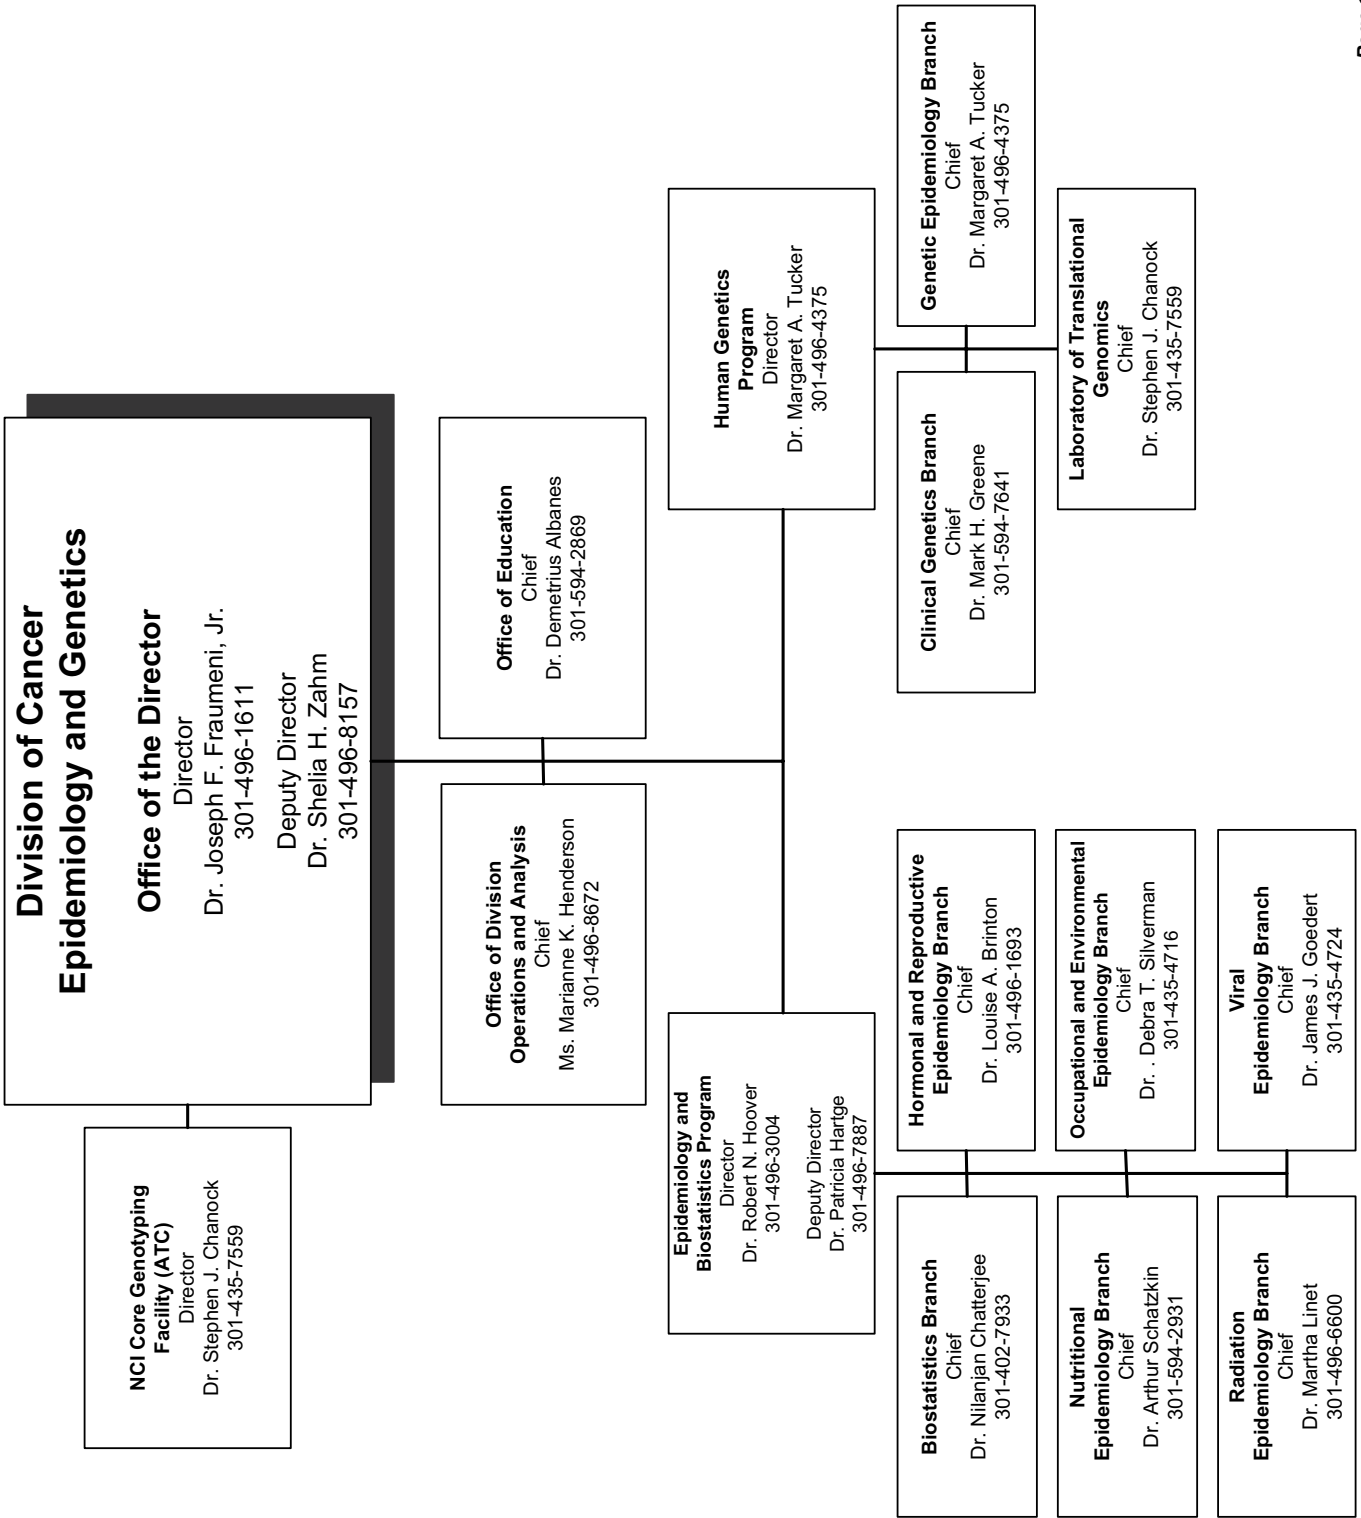 Division of Cancer
Epidemiology and Genetics
Office of the Director
Director
Dr. Joseph F. Fraumeni, Jr.
301-496-1611
Deputy Director
Dr. Shelia H. Zahm
301-496-8157
NCI Core Genotyping
Facility (ATC)
Director
Dr. Stephen J. Chanock
301-435-7559
Office of Division
Operations and Analysis
Chief
Ms. Marianne K. Henderson
301-496-8672
Office of Education
Chief
Dr. Demetrius Albanes
301-594-2869
Epidemiology and
Biostatistics Program
Director
Dr. Robert N. Hoover
301-496-3004
Deputy Director
Dr. Patricia Hartge
301-496-7887
Human Genetics
Program
Director
Dr. Margaret A. Tucker
301-496-4375
Biostatistics Branch
Chief
Dr. Nilanjan Chatterjee
301-402-7933
Hormonal and Reproductive
Epidemiology Branch
Chief
Dr. Louise A. Brinton
301-496-1693
Clinical Genetics Branch
Chief
Dr. Mark H. Greene
301-594-7641
Genetic Epidemiology Branch
Chief
Dr. Margaret A. Tucker
301-496-4375
Nutritional
Epidemiology Branch
Chief
Dr. Arthur Schatzkin
301-594-2931
Occupational and Environmental
Epidemiology Branch
Chief
Dr. . Debra T. Silverman
301-435-4716
Laboratory of Translational
Genomics
Chief
Dr. Stephen J. Chanock
301-435-7559
Radiation
Epidemiology Branch
Chief
Dr. Martha Linet
301-496-6600
Viral
Epidemiology Branch
Chief
Dr. James J. Goedert
301-435-4724